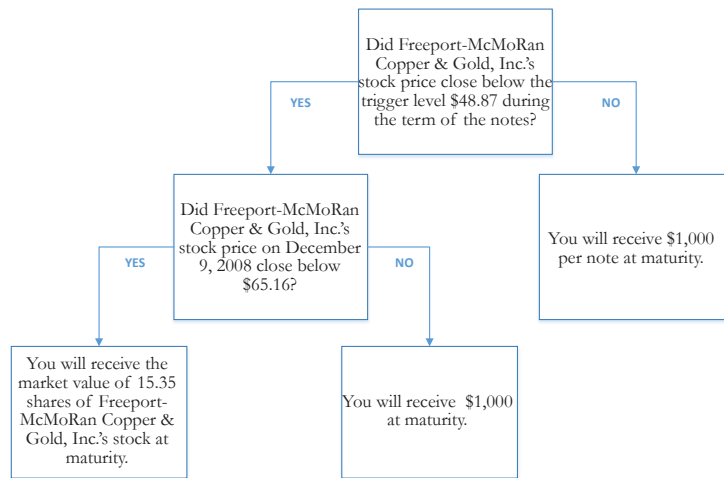 Did Freeport-McMoRan
Copper & Gold, Inc.'s
stock price close below the
trigger level $48.87 during
the term of the notes?
YES
NO
Did Freeport-McMoRan
Copper & Gold, Inc.'s
stock price on December
9, 2008 close below
$65.16?
You will receive $1,000
per note at maturity.
YES
NO
You will receive the
market value of 15.35
shares of Freeport-
McMoRan Copper &
Gold, Inc.'s stock at
maturity.
You will receive $1,000
at maturity.